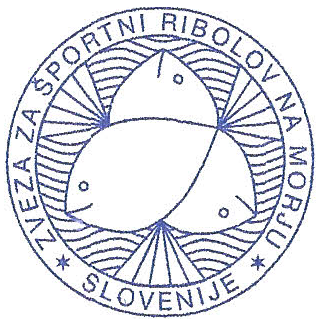 ZVEZA ZA ŠPORTNI RIBOLOV NA MORJU
* SLOVENIJE *